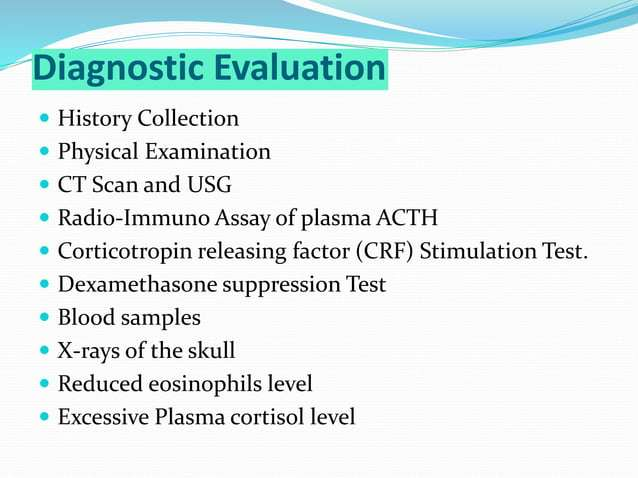 Diagnostic Evaluation
• History Collection
• Physical Examination
• CT Scan and USG
• Radio-Immuno Assay of plasma ACTH
• Corticotropin releasing factor (CRF) Stimulation Test.
• Dexamethasone suppression Test
• Blood samples
• X-rays of the skull
• Reduced eosinophils level
• Excessive Plasma cortisol level